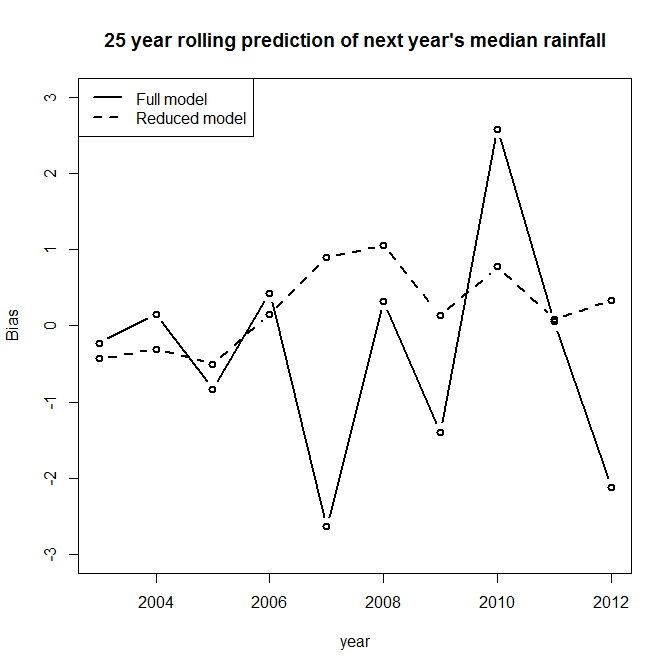 25 year rolling prediction of next year's median rainfall
Full model
Reduced model
3
2
1
0
-1
-2
-3
Bias
2004 2006 2008 2010 2012
year